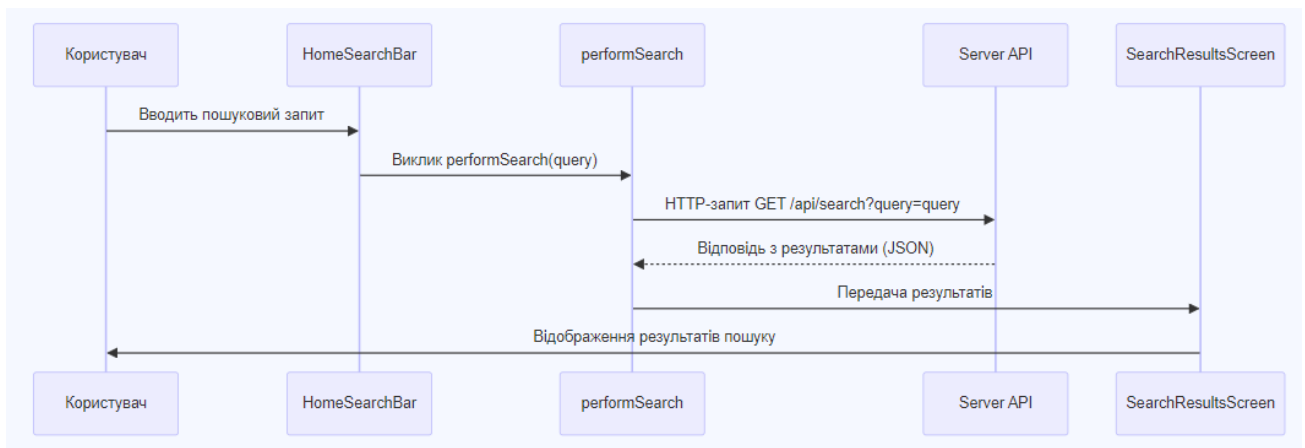 Користувач
HomeSearchBar
performSearch
Server API
SearchResultsScreen
Вводить пошуковий запит
Виклик performSearch(query)
HTTP-запит GET /api/search?query=query
Відповідь з результатами (JSON)
Передача результатів
Відображення результатів пошуку
Користувач
HomeSearchBar
performSearch
Server API
SearchResultsScreen